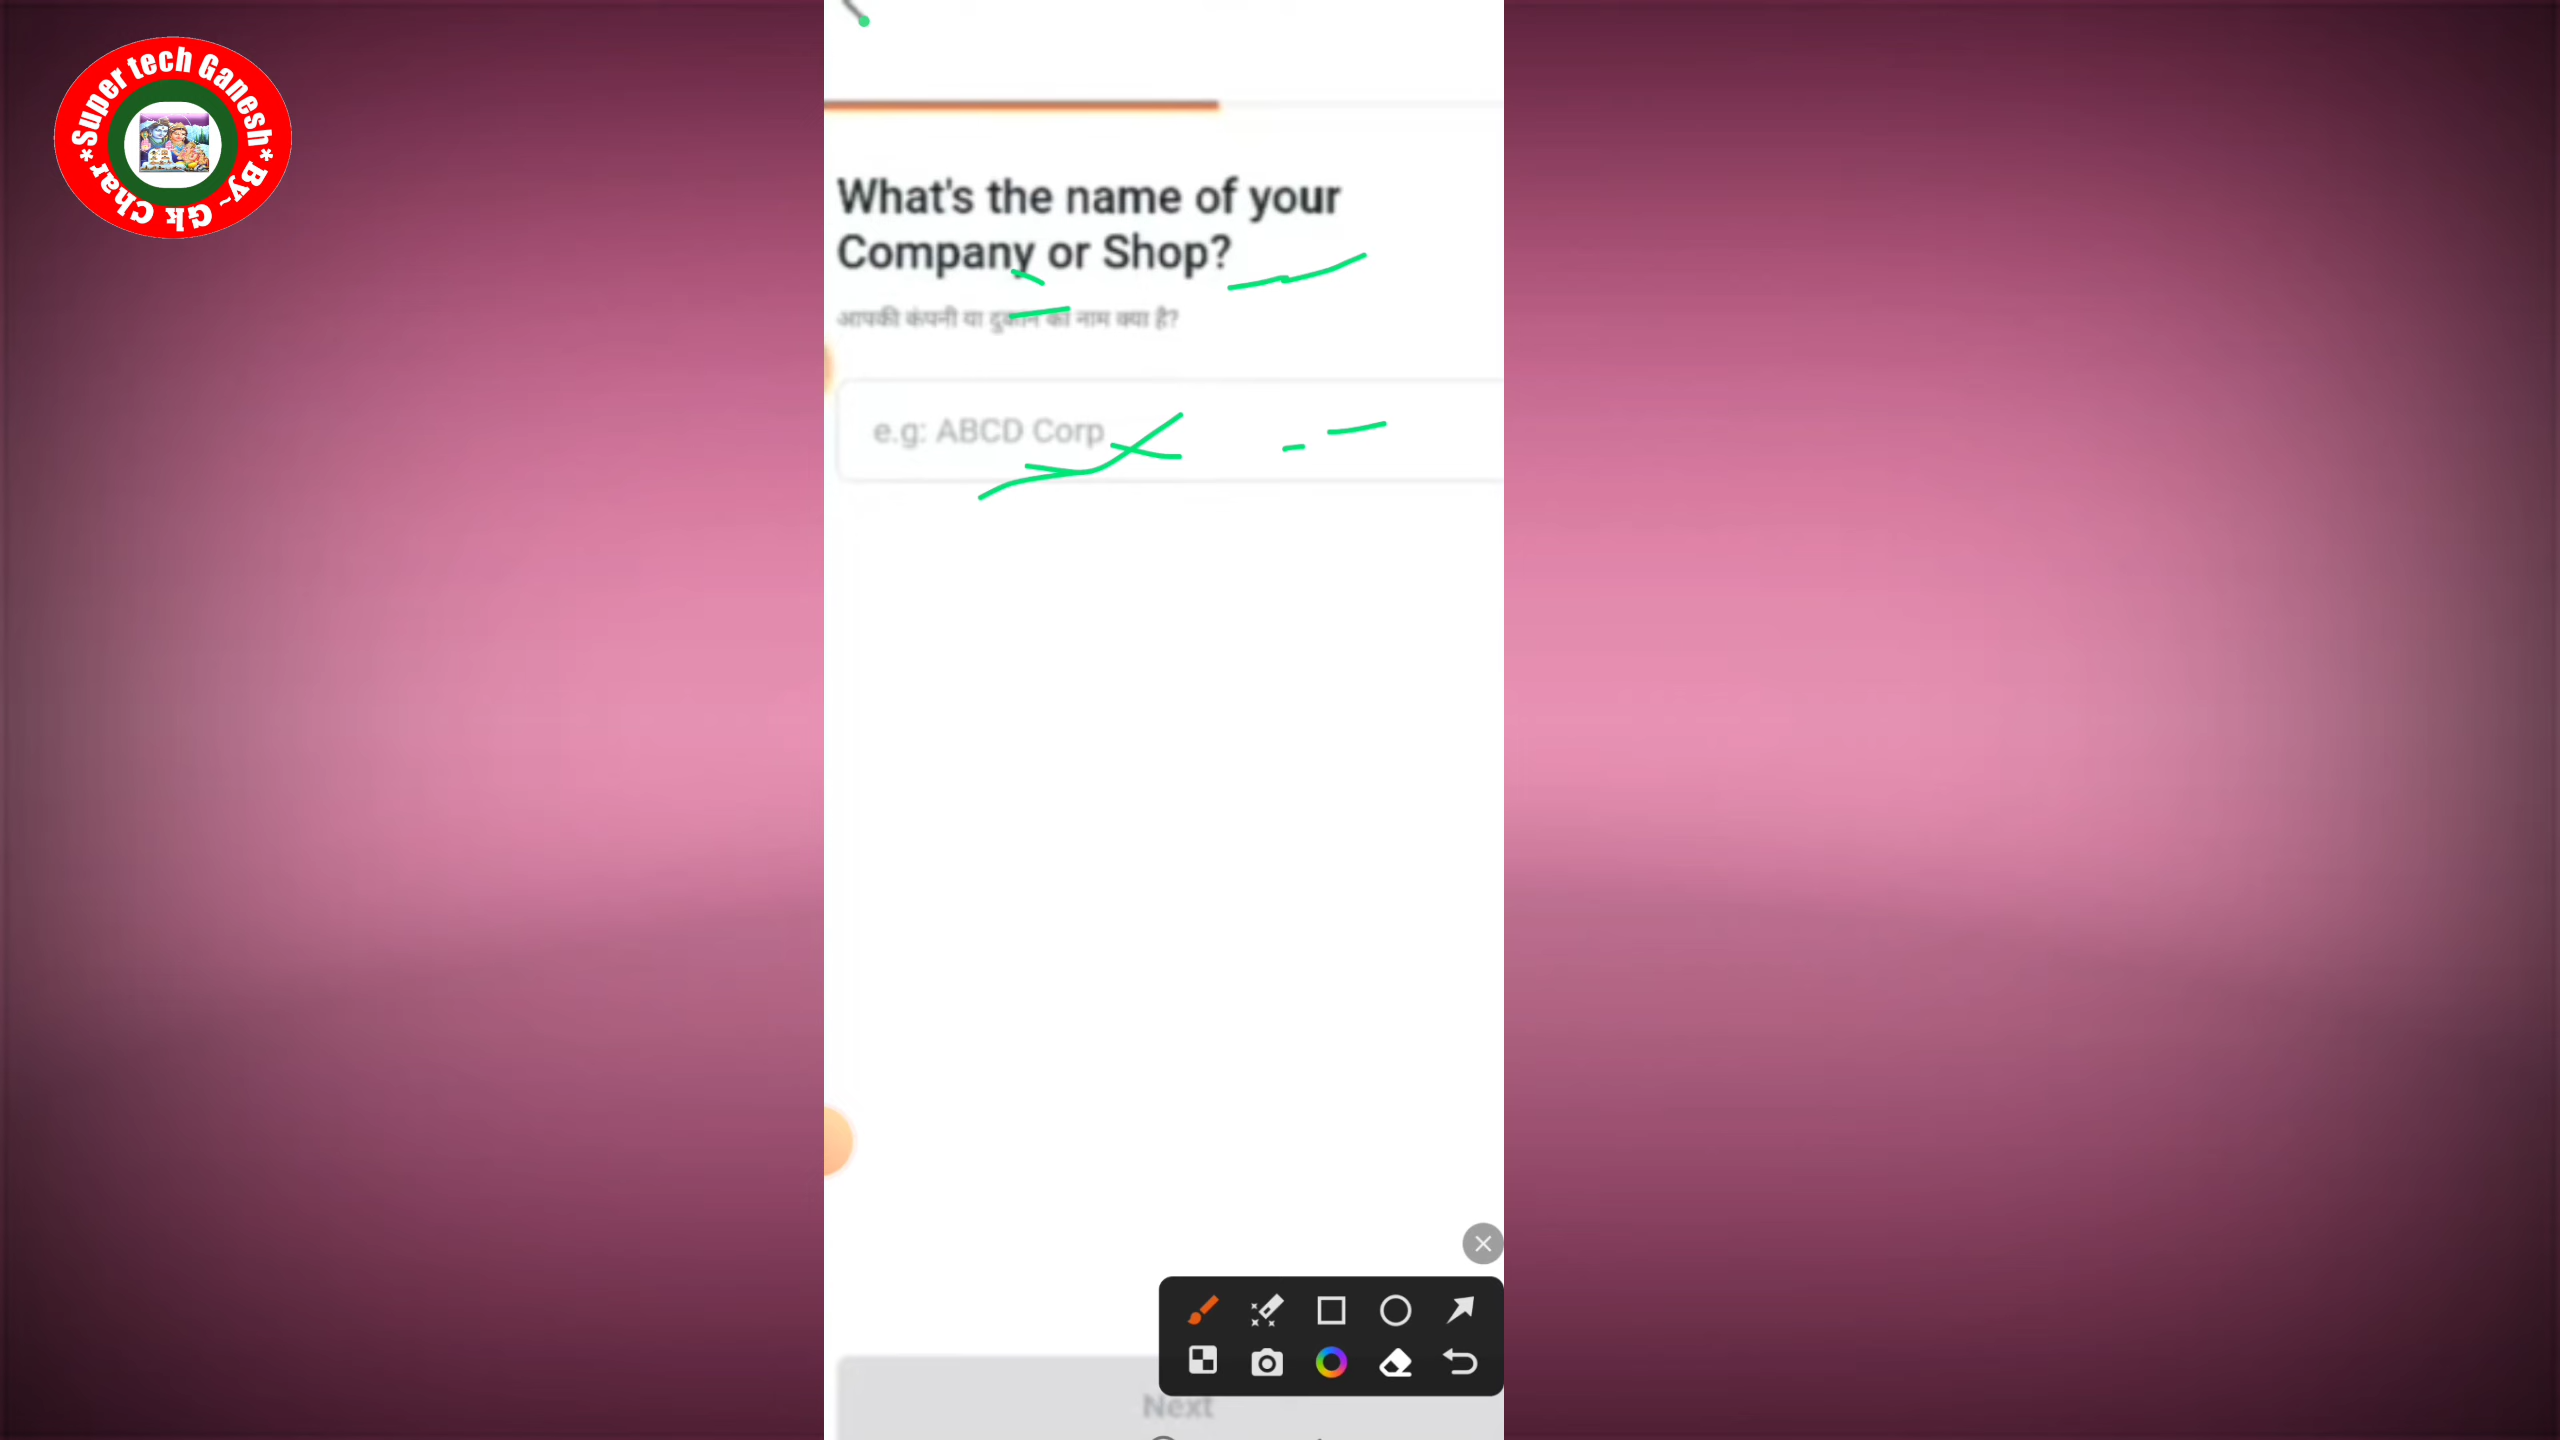 *Super tech Ganesh* By~ Gk Char
What's the name of your
Company or Shop?
आपकी कंपनी या दुकान का नाम क्या है?
e.g: ABCD Corp
Next